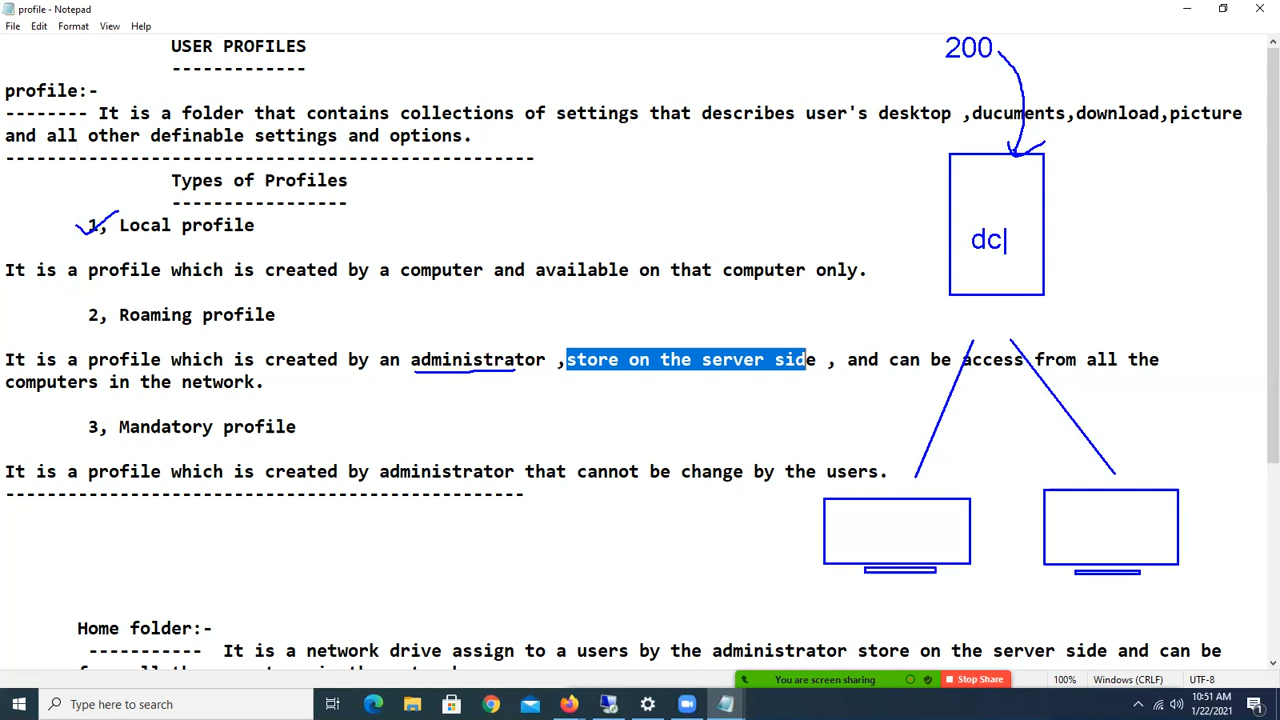 profile - Notepad
File Edit Format View Help
USER PROFILES
-------------
profile:-
-------- It is a folder that contains collections of settings that describes user's desktop ,ducuments,download,picture
and all other definable settings and options.
---------------------------------------------------
Types of Profiles
-----------------
1, Local profile
It is a profile which is created by a computer and available on that computer only.
2, Roaming profile
It is a profile which is created by an administrator ,store on the server side , and can be access from all the
computers in the network.
3, Mandatory profile
It is a profile which is created by administrator that cannot be change by the users.
--------------------------------------------------
200
dc
Home folder:-
----------- It is a network drive assign to a users by the administrator store on the server side and can be
You are screen sharing Stop Share
100% Windows (CRLF) UTF-8
Type here to search
10:51 AM
1/22/2021
1